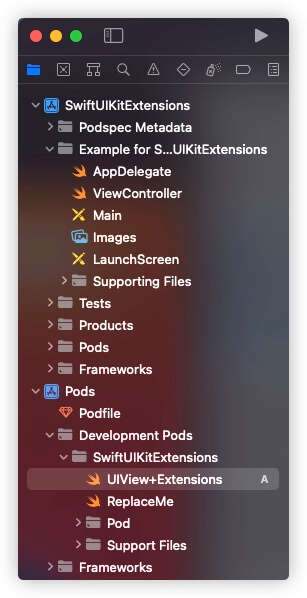 SwiftUIKitExtensions
Podspec Metadata
Example for S...UIKitExtensions
AppDelegate
ViewController
Main
Images
LaunchScreen
Supporting Files
Tests
Products
Pods
Frameworks
Pods
Podfile
Development Pods
SwiftUIKitExtensions
UIView+Extensions A
ReplaceMe
Pod
Support Files
Frameworks